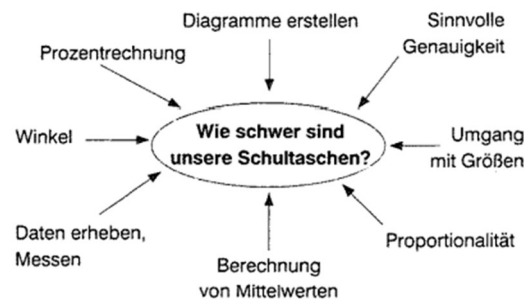 Diagramme erstellen
Sinnvolle
Genauigkeit
Prozentrechnung
Wie schwer sind
unsere Schultaschen?
Winkel
Umgang
mit Größen
Daten erheben,
Messen
Proportionalität
Berechnung
von Mittelwerten